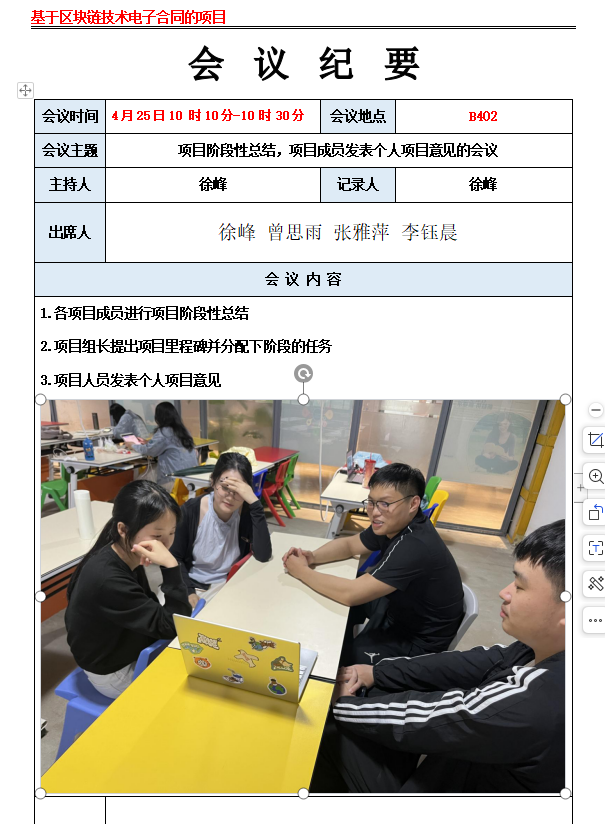 基于区块链技术电子合同的项目
会 议 纪 要
会议时间 4月25日10 时10分-10 时30分 会议地点 B402
会议主题 项目阶段性总结，项目成员发表个人项目意见的会议
主持人 徐峰 记录人 徐峰
出席人 徐峰 曾思雨 张雅萍 李钰晨
会 议 内 容
1.各项目成员进行项目阶段性总结
2.项目组长提出项目里程碑并分配下阶段的任务
3.项目人员发表个人项目意见